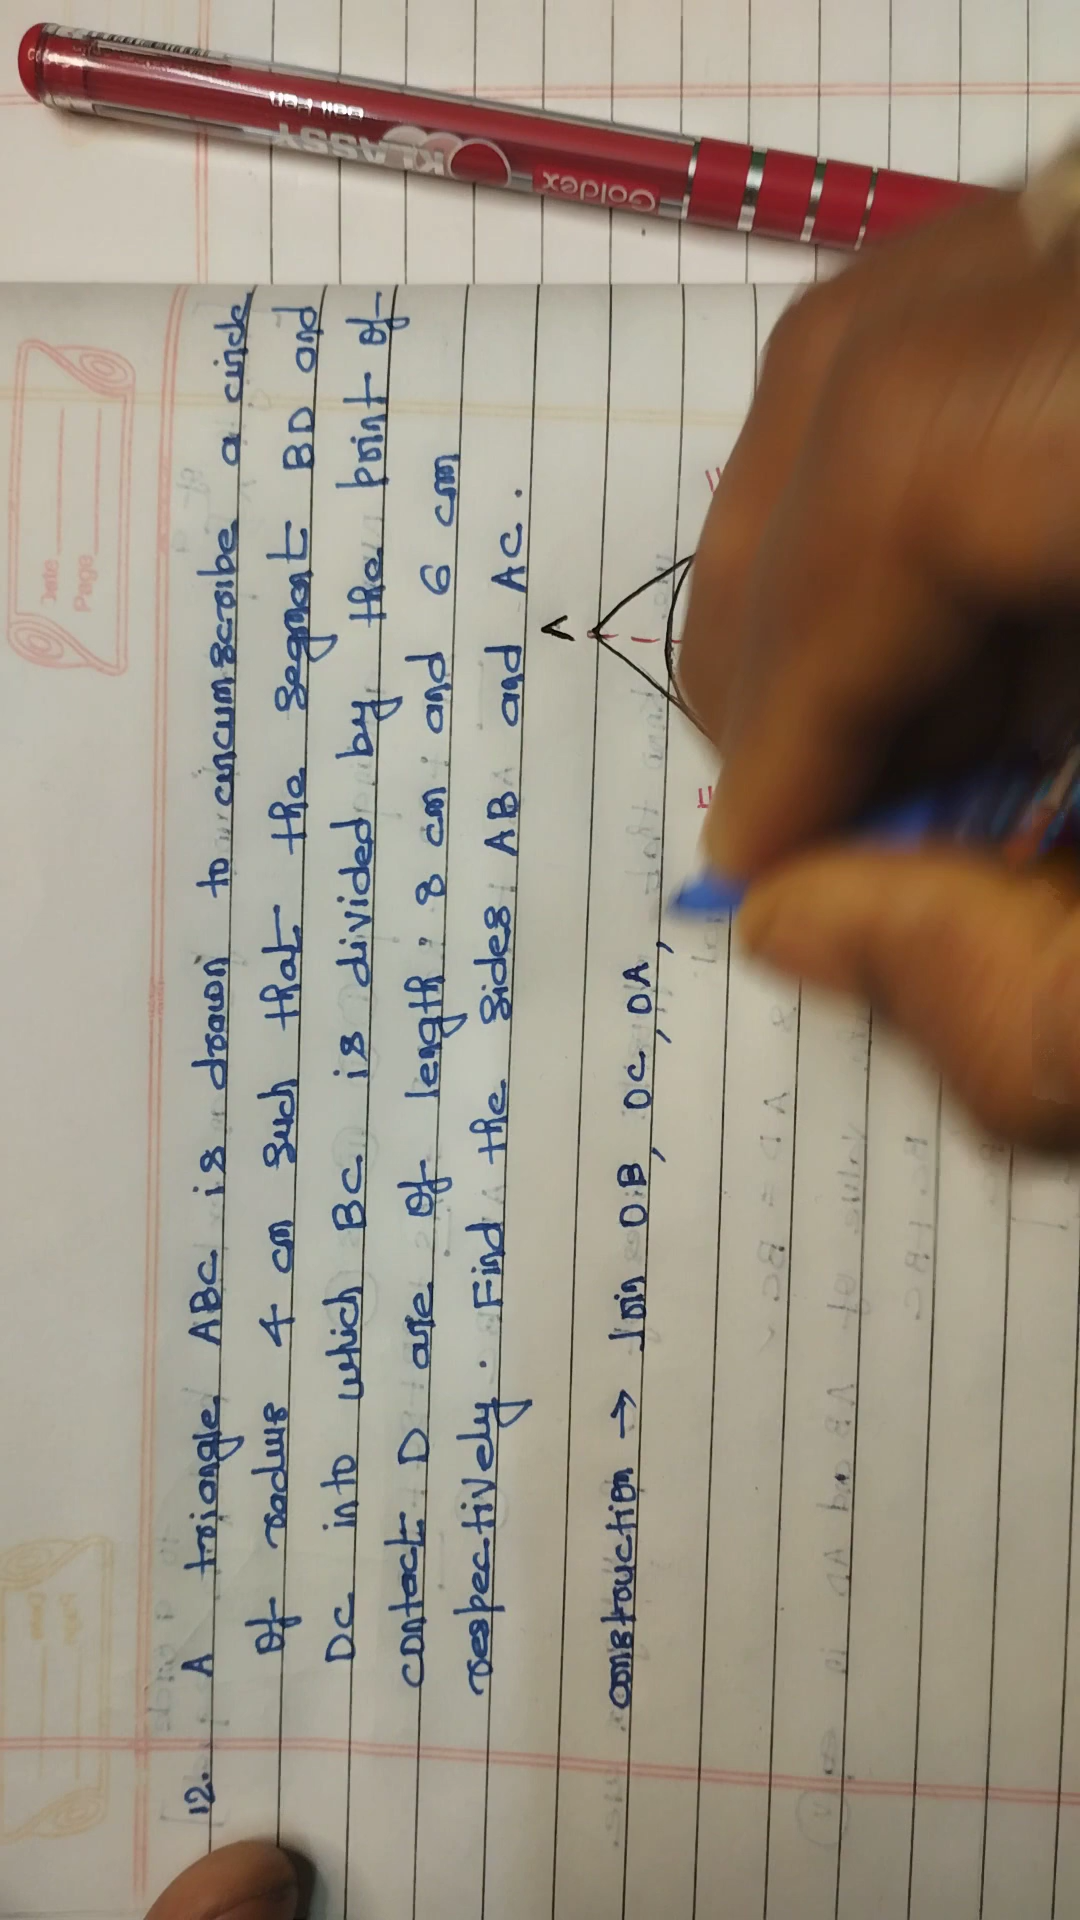 12. A triangle ABC is drawn to circumscribe a circle
of radius 4 cm such that the segment BD and
DC into which BC is divided by the point of
contact D are of length 8 cm and 6 cm
respectively. Find the sides AB and AC.
A
construction → Join OB, OC, OA,
Date
Page
Goldex
KLASSY
Ball Pen